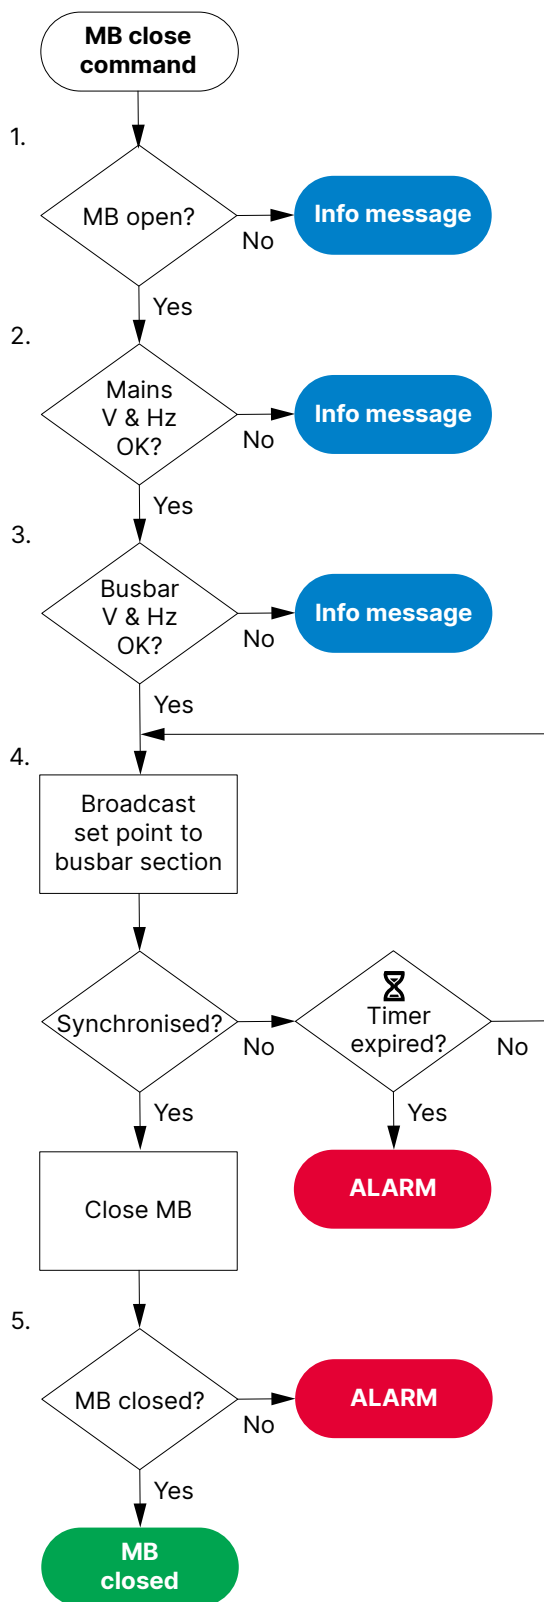 MB close
command
1.
MB open?
Info message
No
Yes
2.
Mains
V & Hz
OK?
Info message
No
Yes
3.
Busbar
V & Hz
OK?
Info message
No
Yes
4.
Broadcast
set point to
busbar section
Synchronised?
No
Timer
expired?
No
Yes
Yes
Close MB
ALARM
5.
MB closed?
No
ALARM
Yes
MB
closed